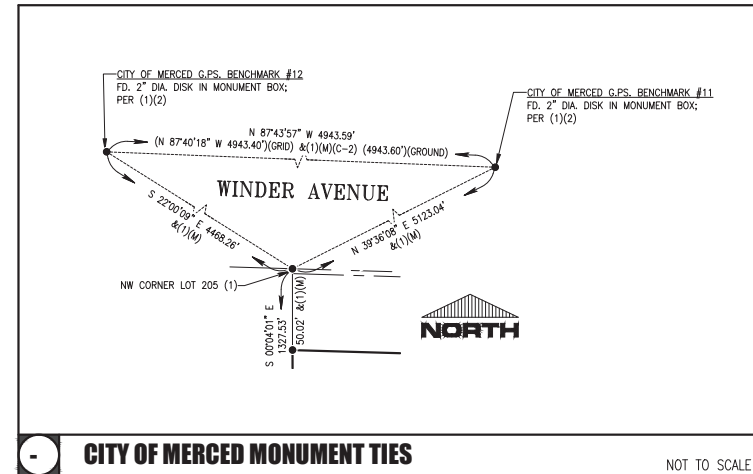 CITY OF MERCED G.P.S. BENCHMARK #12
FD. 2" DIA. DISK IN MONUMENT BOX;
PER (1)(2)
CITY OF MERCED G.P.S. BENCHMARK #11
FD. 2" DIA. DISK IN MONUMENT BOX;
PER (1)(2)
N 87°43'57" W 4943.59'
(N 87°40'18" W 4943.40')(GRID) &(1)(M)(C-2) (4943.60')(GROUND)
WINDER AVENUE
S 22°00'09" E 4468.26'
&(1)(M)
N 39°36'08" E 5123.04'
&(1)(M)
NW CORNER LOT 205 (1)
S 00°04'01" E
1327.53'
50.02' &(1)(M)
NORTH
- CITY OF MERCED MONUMENT TIES
NOT TO SCALE